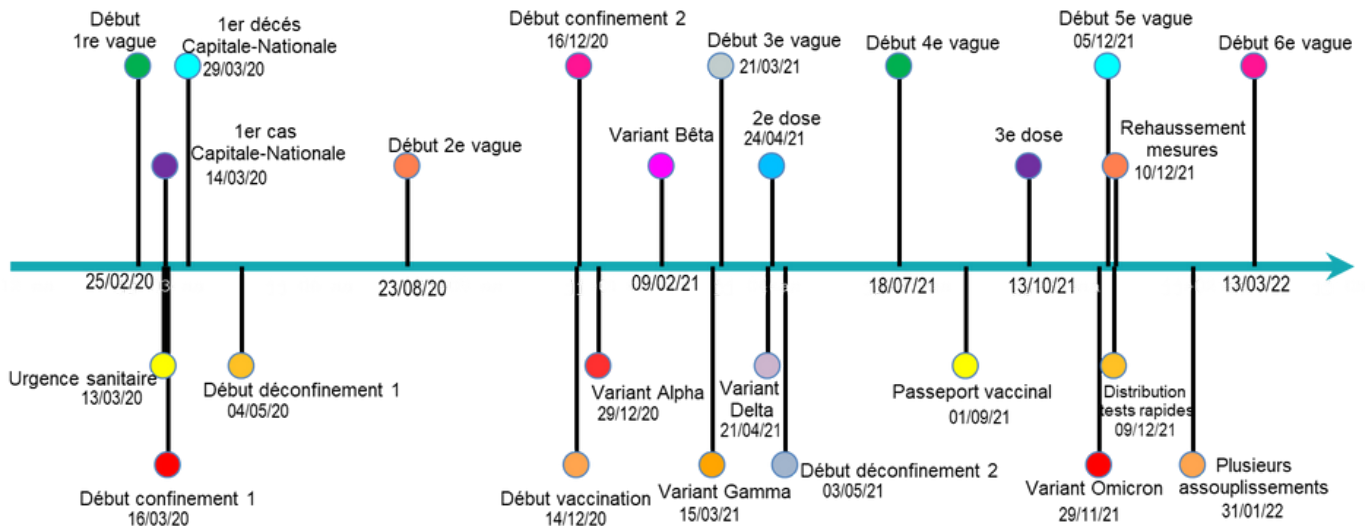 Début
1re vague
1er décés
Capitale-Nationale
29/03/20
1er cas
Capitale-Nationale
14/03/20
Début 2e vague
Début confinement 2
16/12/20
Variant Bêta
Début 3e vague
21/03/21
2e dose
24/04/21
Début 4e vague
3e dose
Début 5e vague
05/12/21
Rehaussement
mesures
10/12/21
Début 6e vague
25/02/20
23/08/20
09/02/21
18/07/21
13/10/21
13/03/22
Urgence sanitaire
13/03/20
Début déconfinement 1
04/05/20
Début confinement 1
16/03/20
Variant Alpha
29/12/20
Début vaccination
14/12/20
Variant
Delta
21/04/21
Variant Gamma
15/03/21
Début déconfinement 2
03/05/21
Passeport vaccinal
01/09/21
Distribution
tests rapides
09/12/21
Variant Omicron
29/11/21
Plusieurs
assouplissements
31/01/22